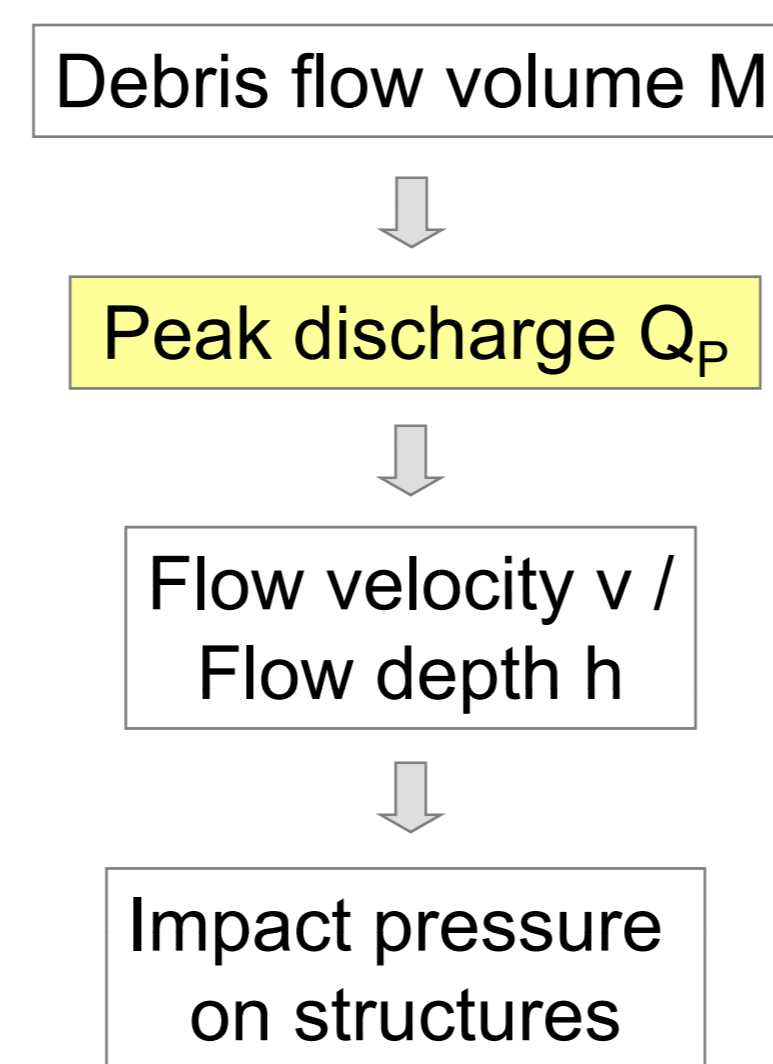 Debris flow volume M
Peak discharge Qₚ
Flow velocity v /
Flow depth h
Impact pressure
on structures